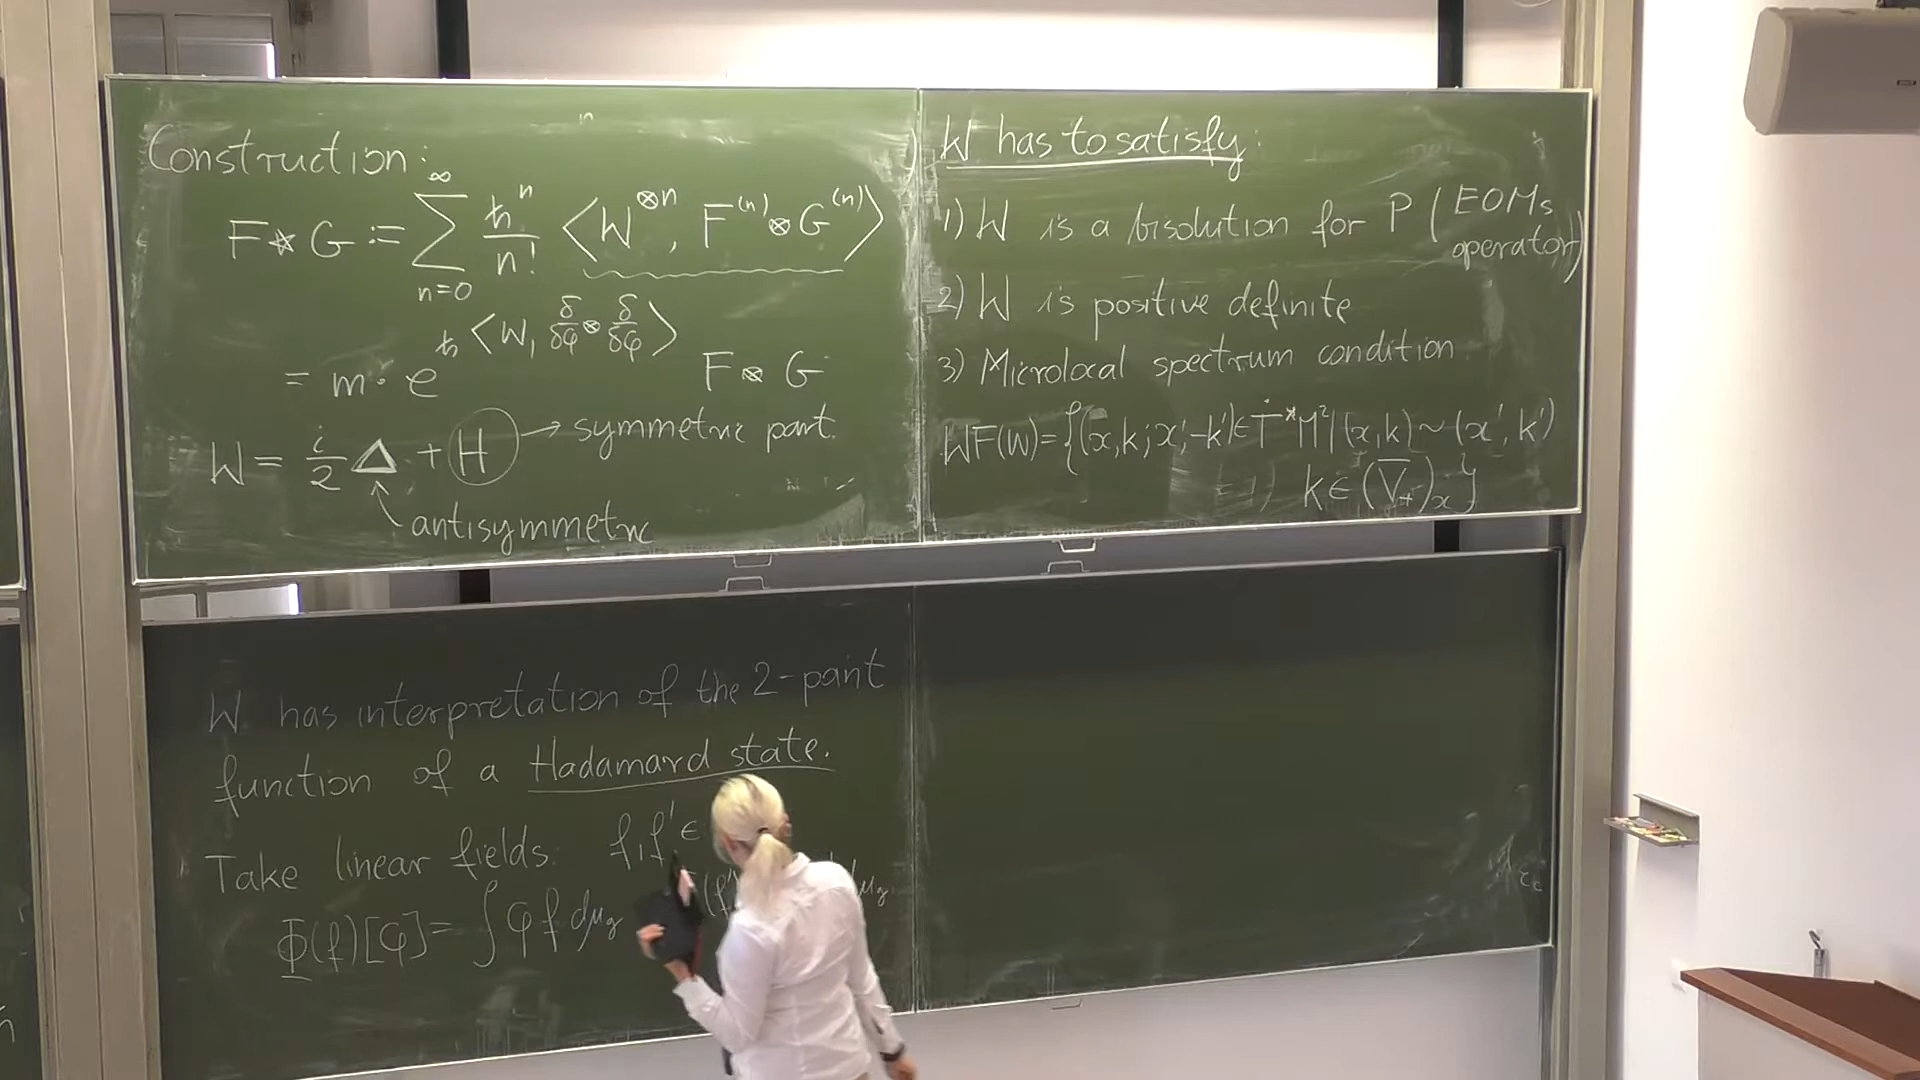 Construction:
F ⋆ G := ∑_{n=0}^{∞} ħⁿ/n! ⟨W^{⊗n}, F^{(n)} ⊗ G^{(n)}⟩
= m · e^{ħ⟨W, δ/δφ ⊗ δ/δφ⟩} F ⊗ G
W = i/2 Δ + H → symmetric part.
antisymmetric
W has to satisfy:
1) W is a bisolution for P (EOMs operator)
2) W is positive definite
3) Microlocal spectrum condition
WF(W) = {(x,k; x',-k') ∈ Ṫ*M² | (x,k) ~ (x',k')
k ∈ (V̄₊)ₓ}
W has interpretation of the 2-point
function of a Hadamard state.
Take linear fields: f, f' ∈
Φ(f)[φ] = ∫ φ f dμ_g